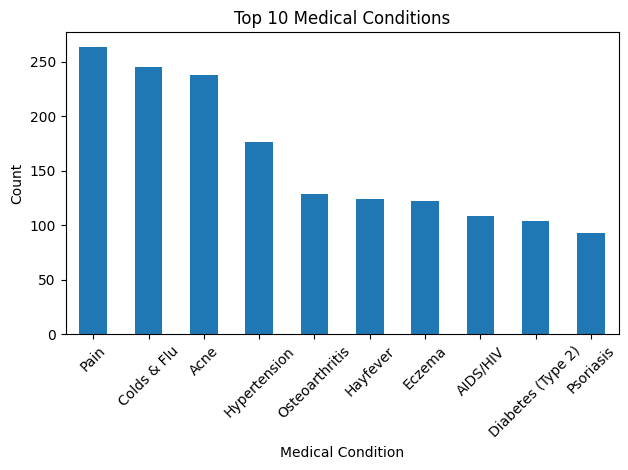 Top 10 Medical Conditions
Count
250
200
150
100
50
0
Pain
Colds & Flu
Acne
Hypertension
Osteoarthritis
Hayfever
Eczema
AIDS/HIV
Diabetes (Type 2)
Psoriasis
Medical Condition